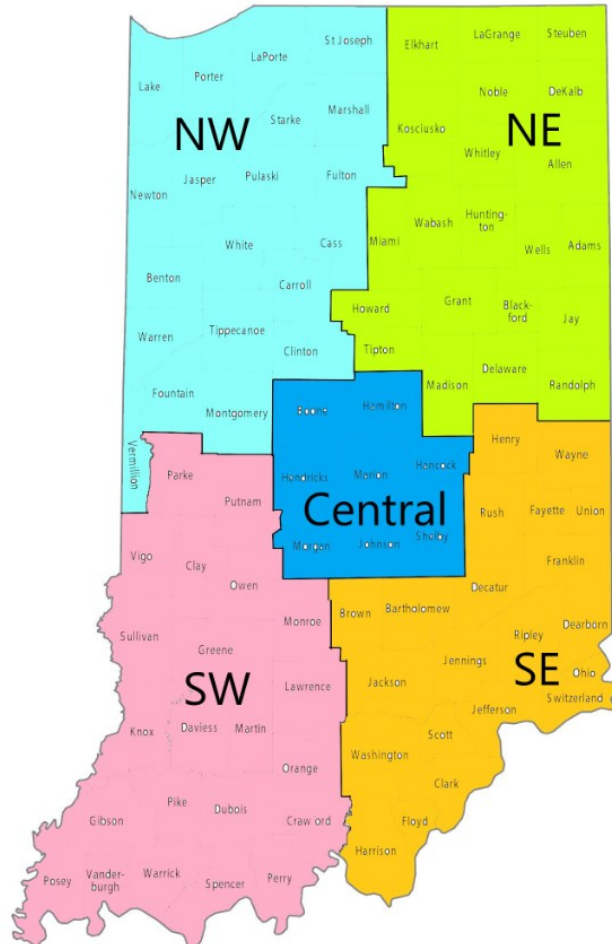 St Joseph
LaPorte
Porter
Lake
Starke
Marshall
NW
Jasper
Pulaski
Fulton
Newton
White
Cass
Benton
Carroll
Warren
Tippecanoe
Clinton
Fountain
Montgomery
Vermillion
Elkhart
LaGrange
Steuben
Noble
DeKalb
Kosciusko
NE
Whitley
Allen
Wabash
Hunting-
ton
Miami
Wells
Adams
Howard
Grant
Black-
ford
Jay
Tipton
Delaware
Madison
Randolph
Boone
Hamilton
Hendricks
Marion
Hancock
Central
Morgan
Johnson
Shelby
Parke
Putnam
Vigo
Clay
Owen
Sullivan
Greene
Monroe
SW
Lawrence
Knox
Daviess
Martin
Orange
Gibson
Pike
Dubois
Craw ord
Posey
Vander-
burgh
Warrick
Spencer
Perry
Henry
Wayne
Rush
Fayette
Union
Franklin
Decatur
Brown
Bartholomew
Dearborn
Ripley
Jennings
SE
Ohio
Jackson
Switzerland
Jefferson
Washington
Scott
Clark
Floyd
Harrison